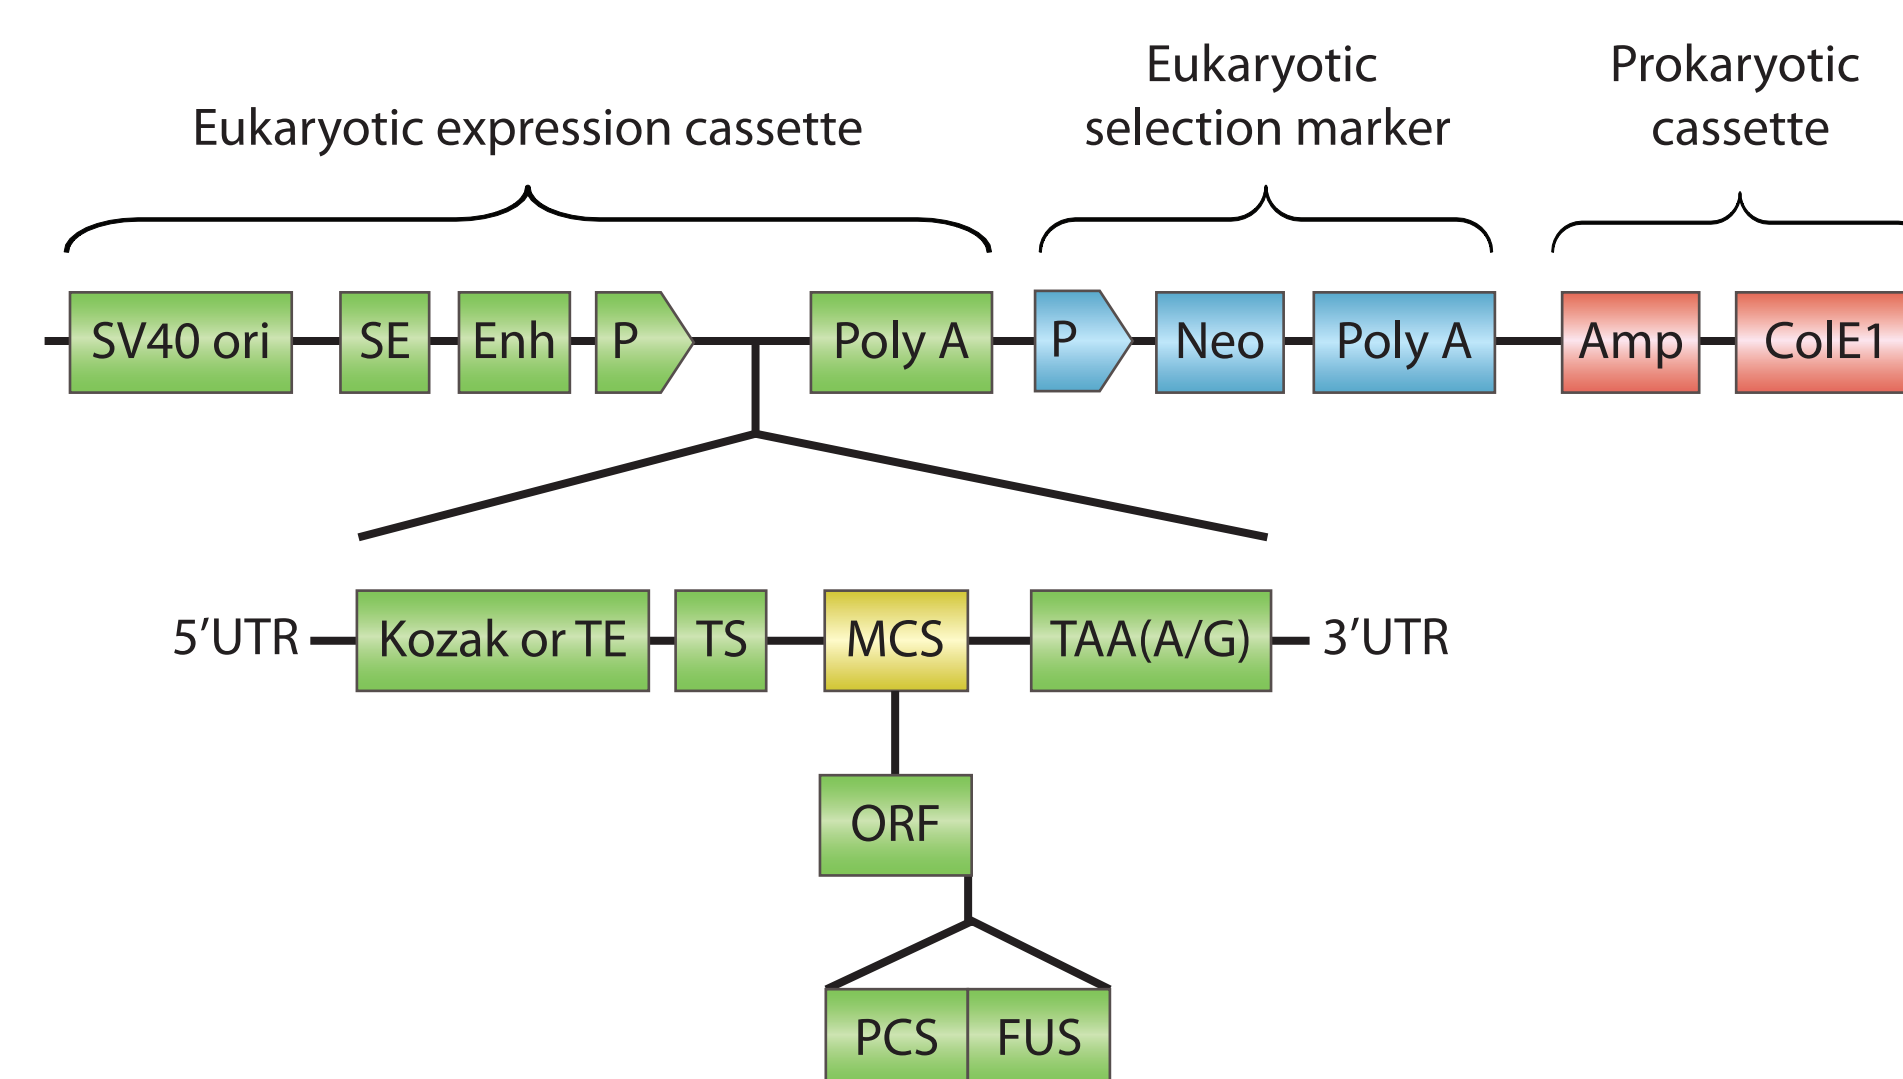 Eukaryotic expression cassette
Eukaryotic
selection marker
Prokaryotic
cassette
SV40 ori SE Enh P Poly A P Neo Poly A Amp ColE1
5’UTR Kozak or TE TS MCS TAA(A/G) 3’UTR
ORF
PCS FUS